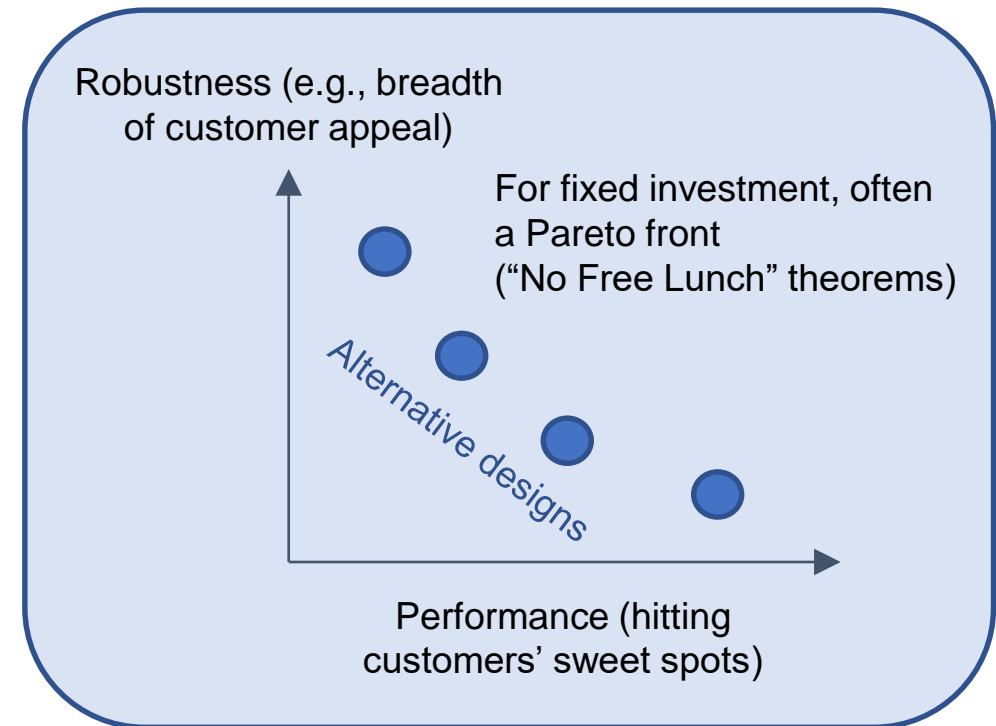 Robustness (e.g., breadth
of customer appeal)
For fixed investment, often
a Pareto front
(“No Free Lunch” theorems)
Alternative designs
Performance (hitting
customers’ sweet spots)